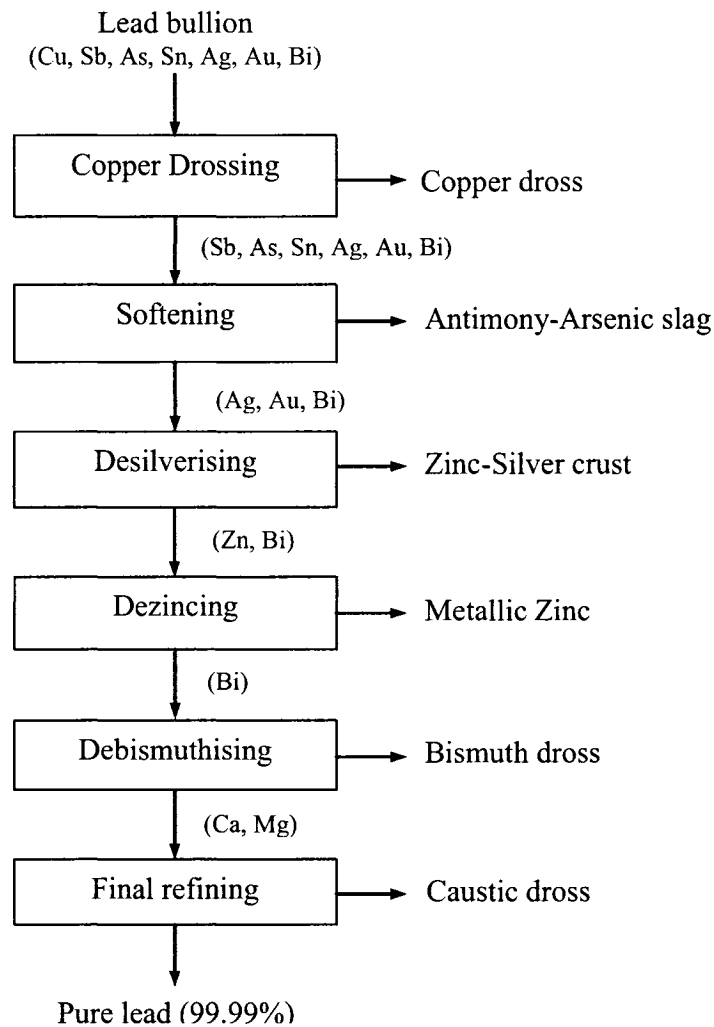 Lead bullion
(Cu, Sb, As, Sn, Ag, Au, Bi)
Copper Drossing
Copper dross
(Sb, As, Sn, Ag, Au, Bi)
Softening
Antimony-Arsenic slag
(Ag, Au, Bi)
Desilverising
Zinc-Silver crust
(Zn, Bi)
Dezincing
Metallic Zinc
(Bi)
Debismuthising
Bismuth dross
(Ca, Mg)
Final refining
Caustic dross
Pure lead (99.99%)